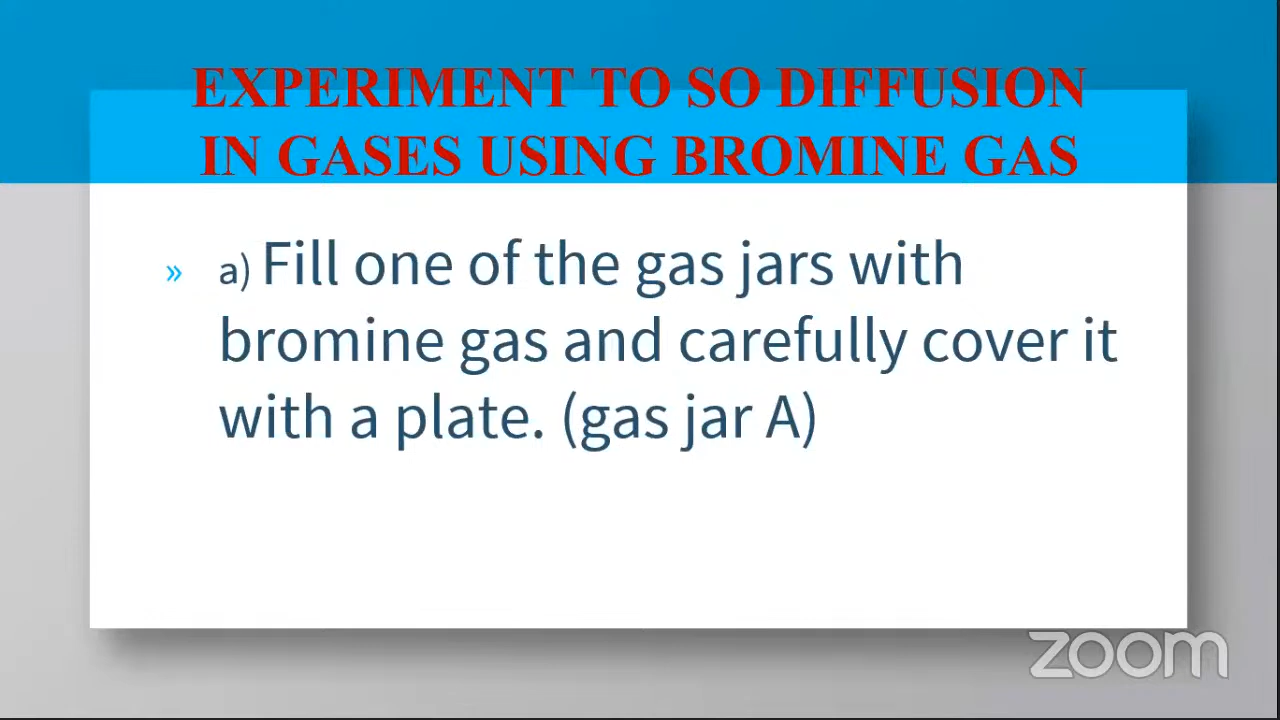 EXPERIMENT TO SO DIFFUSION
IN GASES USING BROMINE GAS
» a) Fill one of the gas jars with
bromine gas and carefully cover it
with a plate. (gas jar A)
zoom